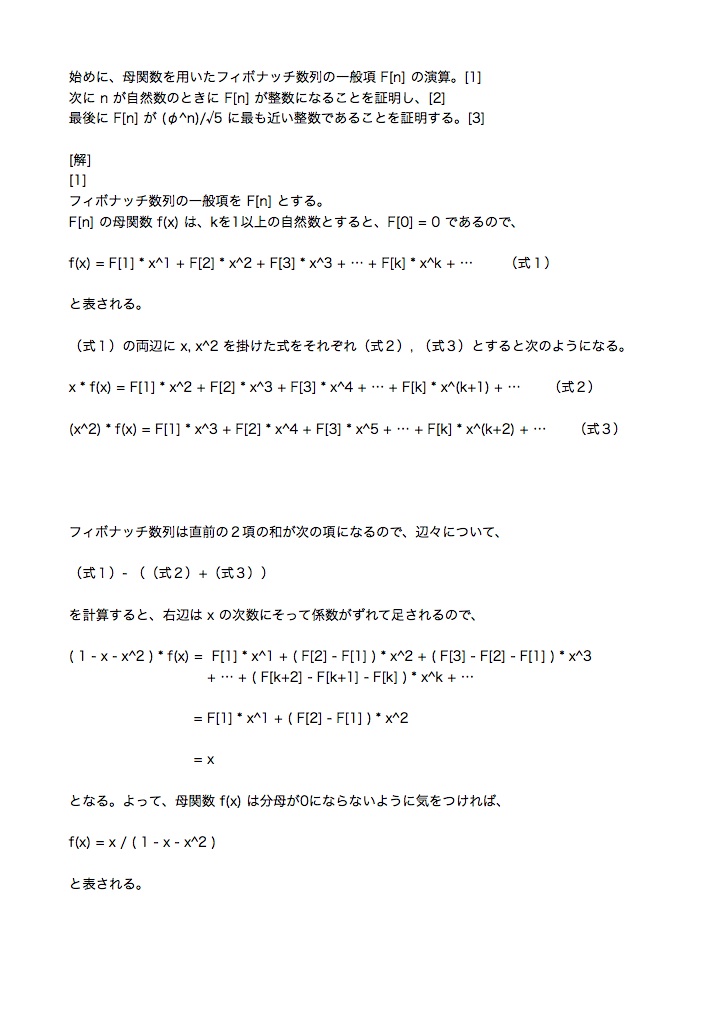 始めに、母関数を用いたフィボナッチ数列の一般項 F[n] の演算。[1]
次に n が自然数のときに F[n] が整数になることを証明し、[2]
最後に F[n] が (φ^n)/√5 に最も近い整数であることを証明する。[3]
[解]
[1]
フィボナッチ数列の一般項を F[n] とする。
F[n] の母関数 f(x) は、kを1以上の自然数とすると、F[0] = 0 であるので、
f(x) = F[1] * x^1 + F[2] * x^2 + F[3] * x^3 + … + F[k] * x^k + …　　（式１）
と表される。
（式１）の両辺に x, x^2 を掛けた式をそれぞれ（式２）, （式３）とすると次のようになる。
x * f(x) = F[1] * x^2 + F[2] * x^3 + F[3] * x^4 + … + F[k] * x^(k+1) + …　　（式２）
(x^2) * f(x) = F[1] * x^3 + F[2] * x^4 + F[3] * x^5 + … + F[k] * x^(k+2) + …　　（式３）
フィボナッチ数列は直前の２項の和が次の項になるので、辺々について、
（式１）- （（式２）+（式３））
を計算すると、右辺は x の次数にそって係数がずれて足されるので、
( 1 - x - x^2 ) * f(x) =  F[1] * x^1 + ( F[2] - F[1] ) * x^2 + ( F[3] - F[2] - F[1] ) * x^3
+ … + ( F[k+2] - F[k+1] - F[k] ) * x^k + …
= F[1] * x^1 + ( F[2] - F[1] ) * x^2
= x
となる。よって、母関数 f(x) は分母が0にならないように気をつければ、
f(x) = x / ( 1 - x - x^2 )
と表される。